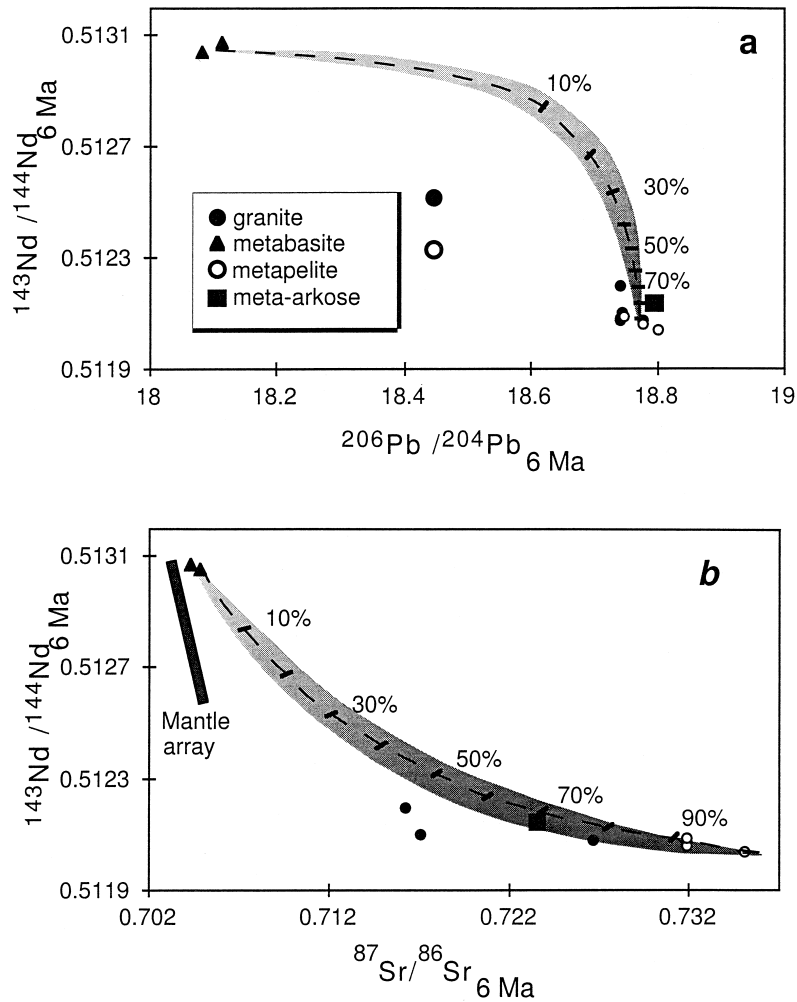 a
0.5131
0.5127
0.5123
0.5119
143Nd /144Nd 6 Ma
10%
30%
50%
70%
granite
metabasite
metapelite
meta-arkose
18 18.2 18.4 18.6 18.8 19
206Pb /204Pb 6 Ma
b
0.5131
0.5127
0.5123
0.5119
143Nd /144Nd 6 Ma
10%
30%
50%
70%
90%
Mantle
array
0.702 0.712 0.722 0.732
87Sr/86Sr 6 Ma